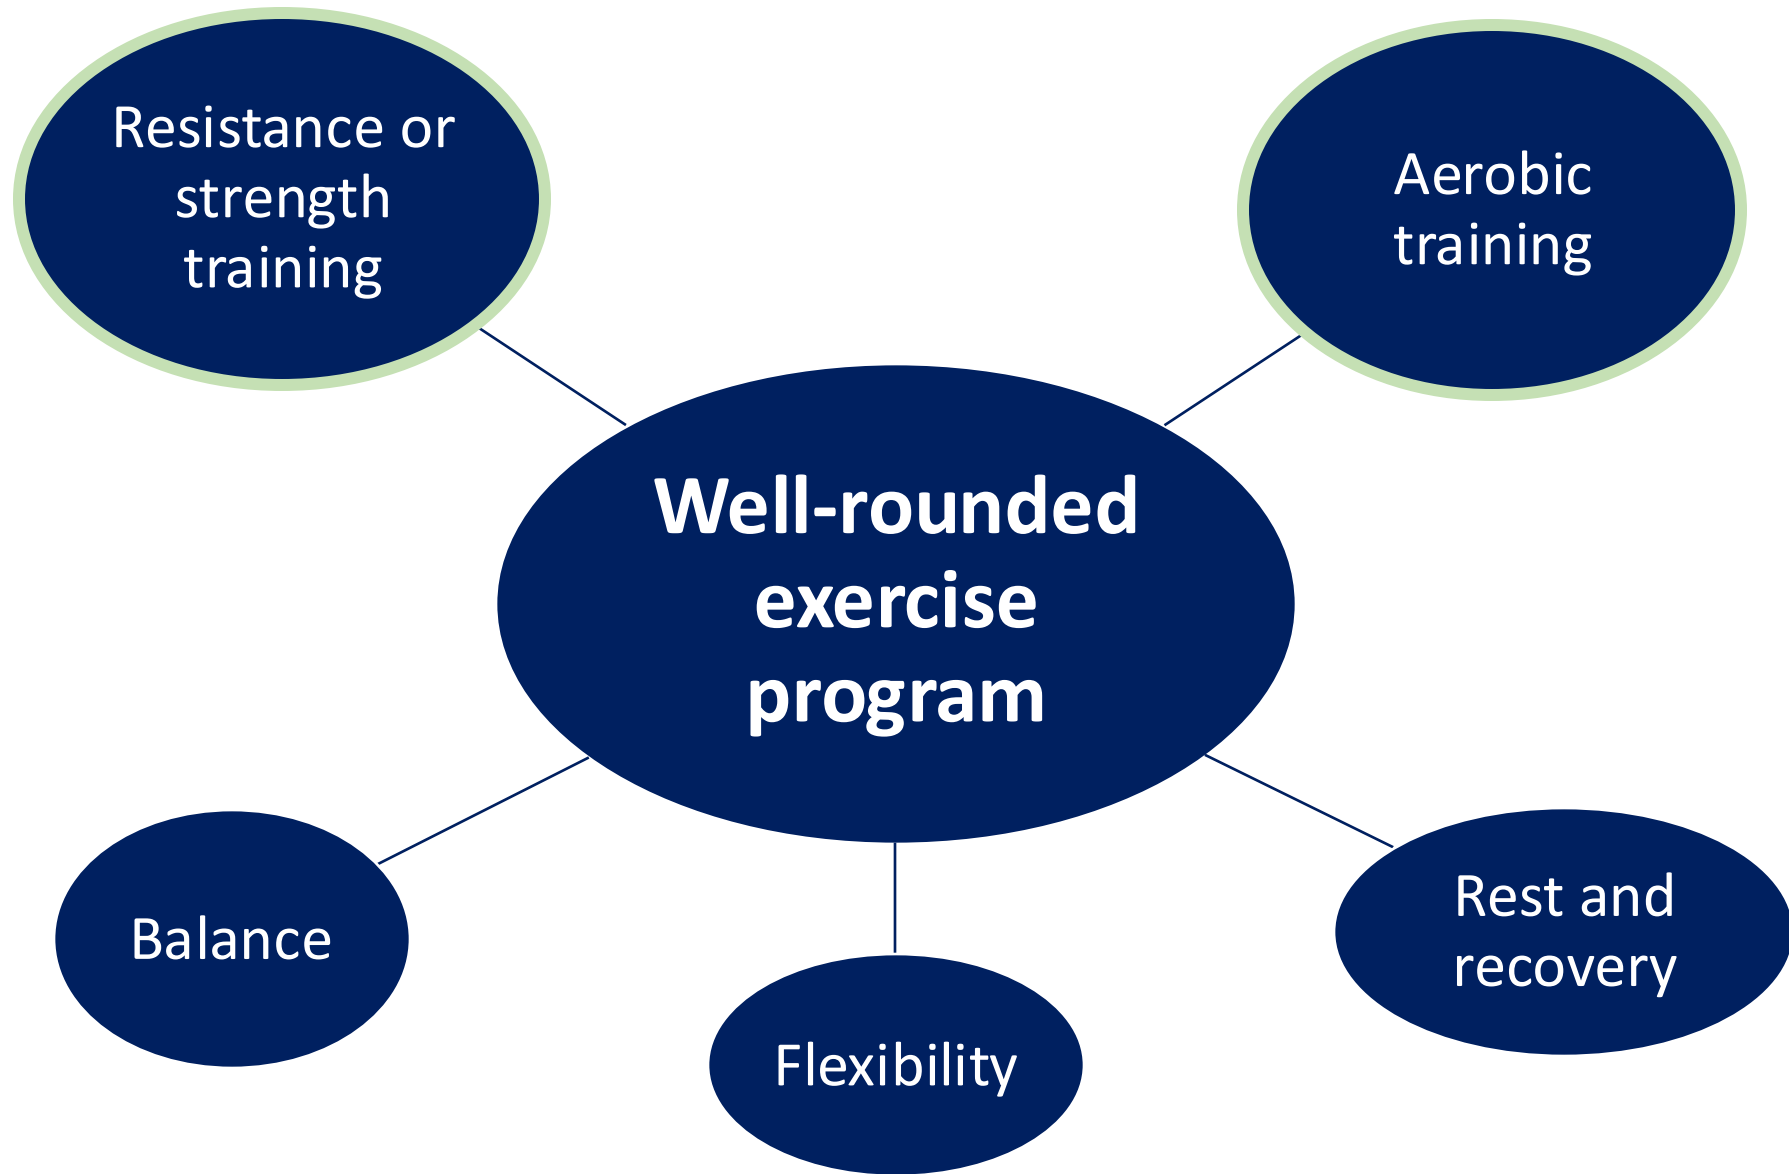 Resistance or
strength
training
Aerobic
training
Well-rounded
exercise
program
Balance
Flexibility
Rest and
recovery